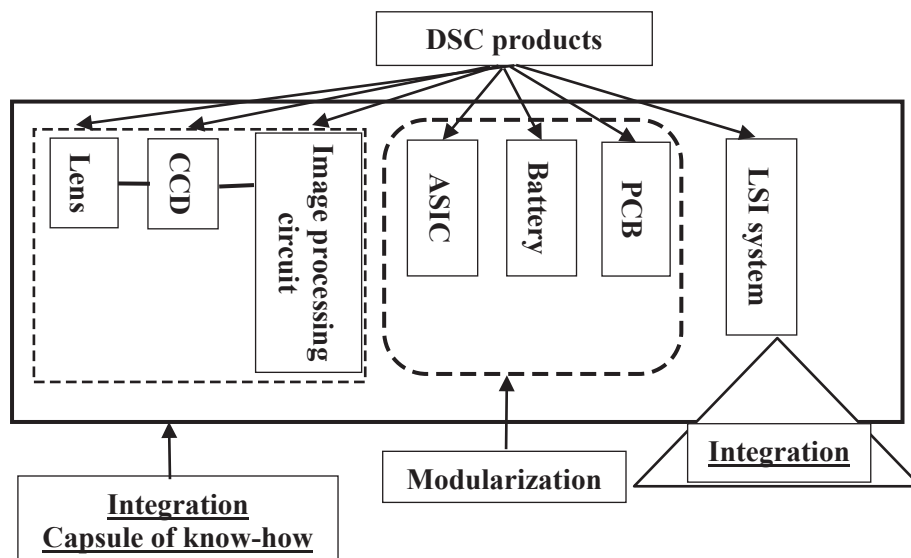 DSC products
Lens
CCD
Image processing
circuit
ASIC
Battery
PCB
LSI system
Integration
Modularization
Integration
Capsule of know-how